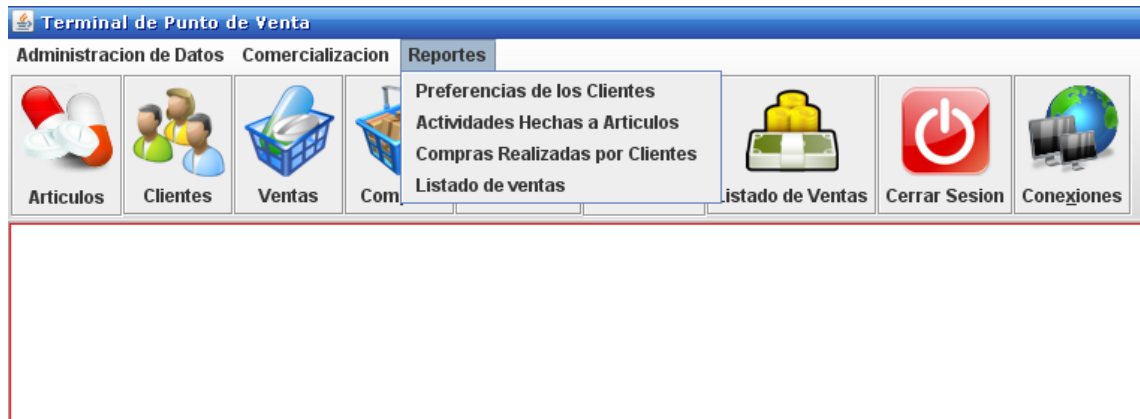 Terminal de Punto de Venta
Administracion de Datos Comercializacion Reportes
Preferencias de los Clientes
Actividades Hechas a Articulos
Compras Realizadas por Clientes
Listado de ventas
Articulos Clientes Ventas Listado de Ventas Cerrar Sesion Conexiones